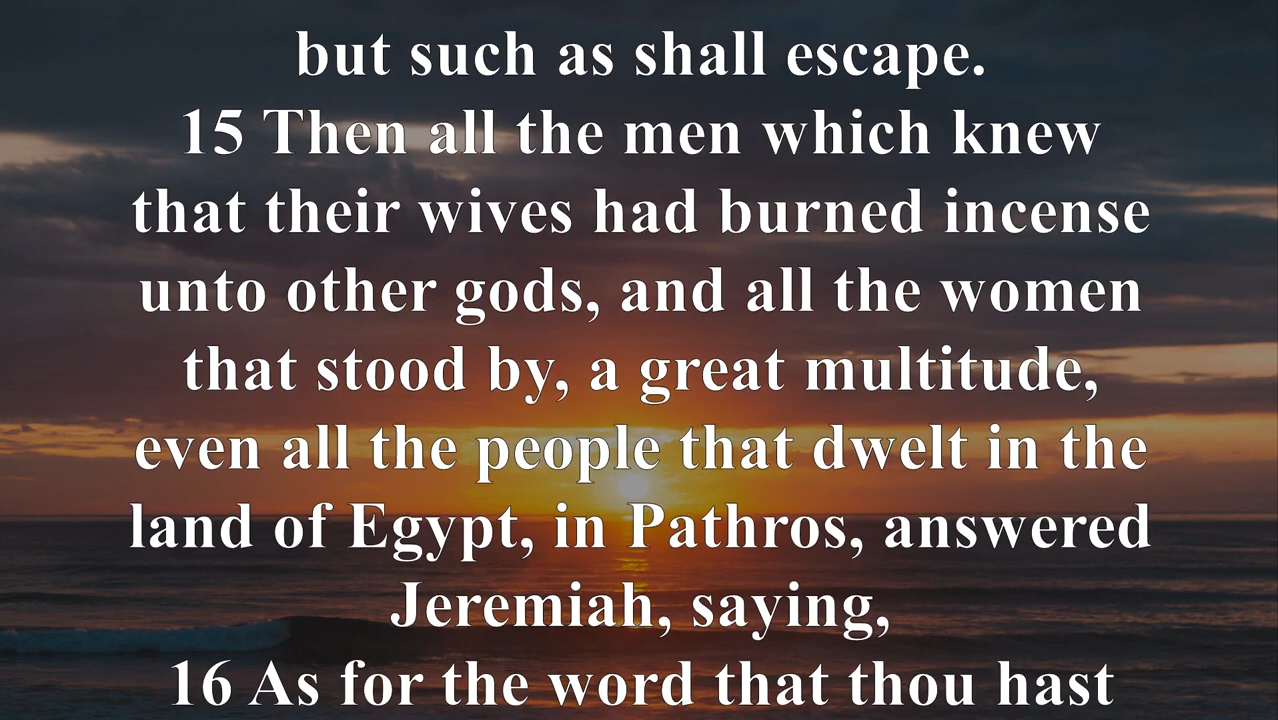 but such as shall escape.
15 Then all the men which knew
that their wives had burned incense
unto other gods, and all the women
that stood by, a great multitude,
even all the people that dwelt in the
land of Egypt, in Pathros, answered
Jeremiah, saying,
16 As for the word that thou hast